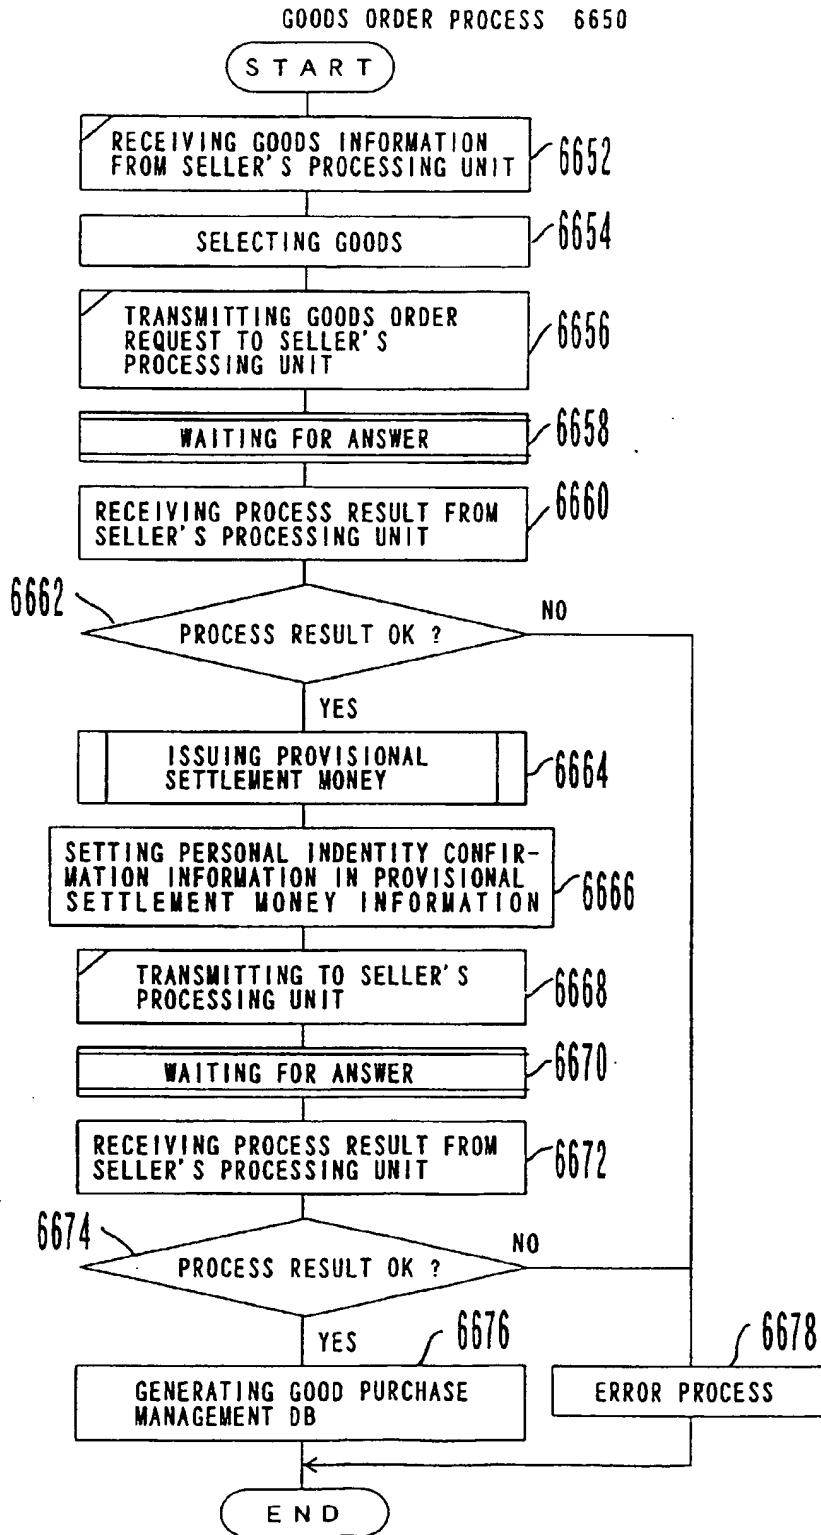 GOODS ORDER PROCESS 6650
START
RECEIVING GOODS INFORMATION
FROM SELLER'S PROCESSING UNIT
6652
SELECTING GOODS
6654
TRANSMITTING GOODS ORDER
REQUEST TO SELLER'S
PROCESSING UNIT
6656
WAITING FOR ANSWER
6658
RECEIVING PROCESS RESULT FROM
SELLER'S PROCESSING UNIT
6660
6662
PROCESS RESULT OK ?
NO
YES
ISSUING PROVISIONAL
SETTLEMENT MONEY
6664
SETTING PERSONAL INDENTITY CONFIR-
MATION INFORMATION IN PROVISIONAL
SETTLEMENT MONEY INFORMATION
6666
TRANSMITTING TO SELLER'S
PROCESSING UNIT
6668
WAITING FOR ANSWER
6670
RECEIVING PROCESS RESULT FROM
SELLER'S PROCESSING UNIT
6672
6674
PROCESS RESULT OK ?
NO
YES
6676
GENERATING GOOD PURCHASE
MANAGEMENT DB
6678
ERROR PROCESS
END